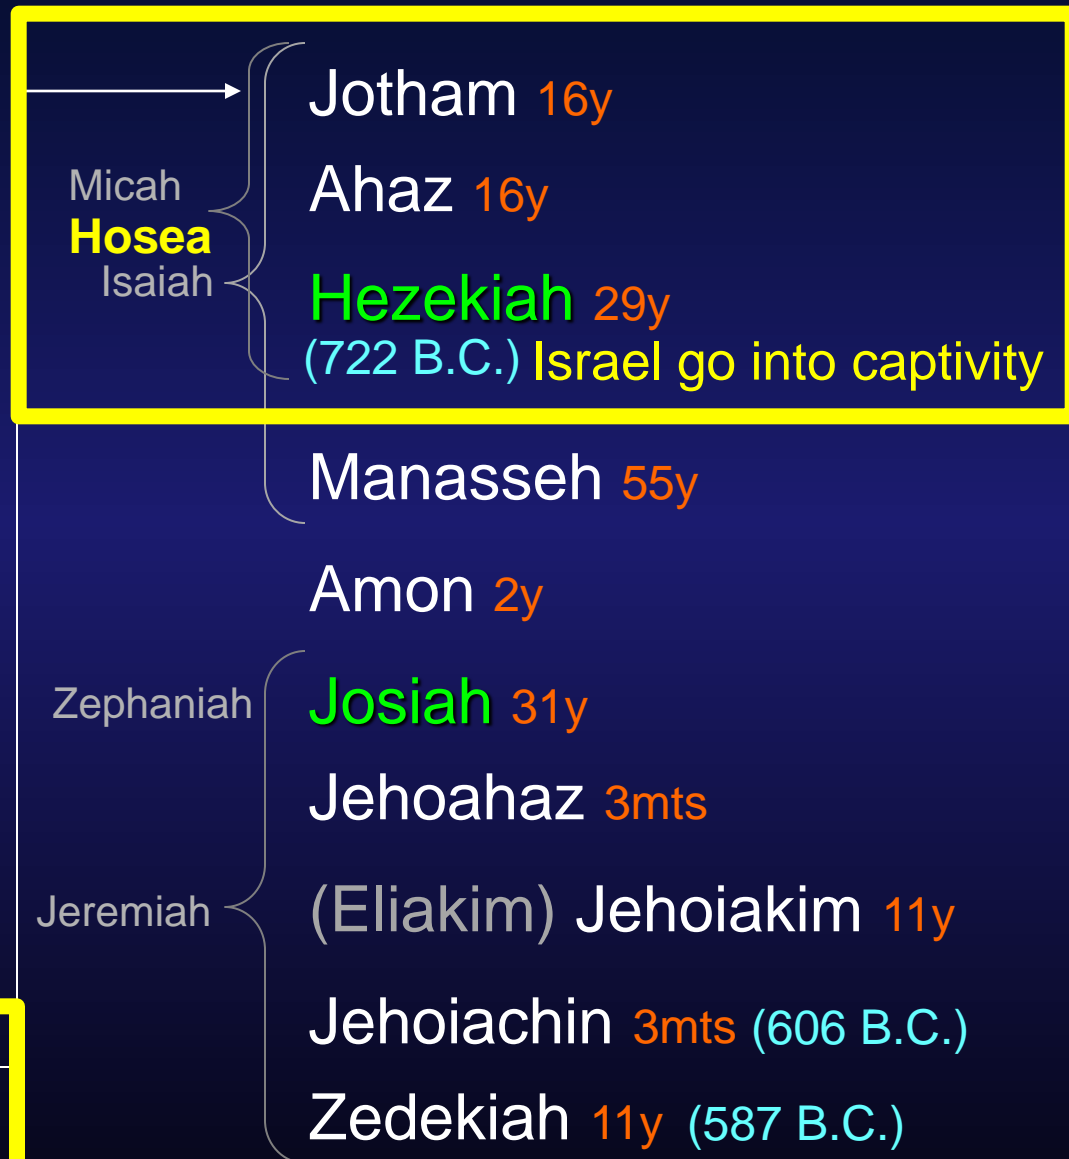 Jotham 16y
Micah
Ahaz 16y
Hosea
Isaiah
Hezekiah 29y
(722 B.C.) Israel go into captivity
Manasseh 55y
Amon 2y
Zephaniah
Josiah 31y
Jehoahaz 3mts
Jeremiah
(Eliakim) Jehoiakim 11y
Jehoiachin 3mts (606 B.C.)
Zedekiah 11y (587 B.C.)